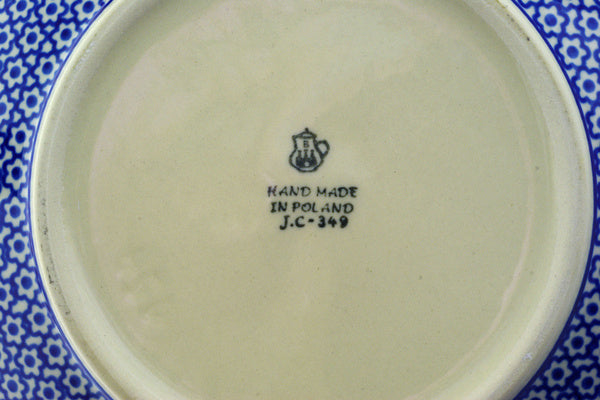 B
HAND MADE
IN POLAND
J.C-349